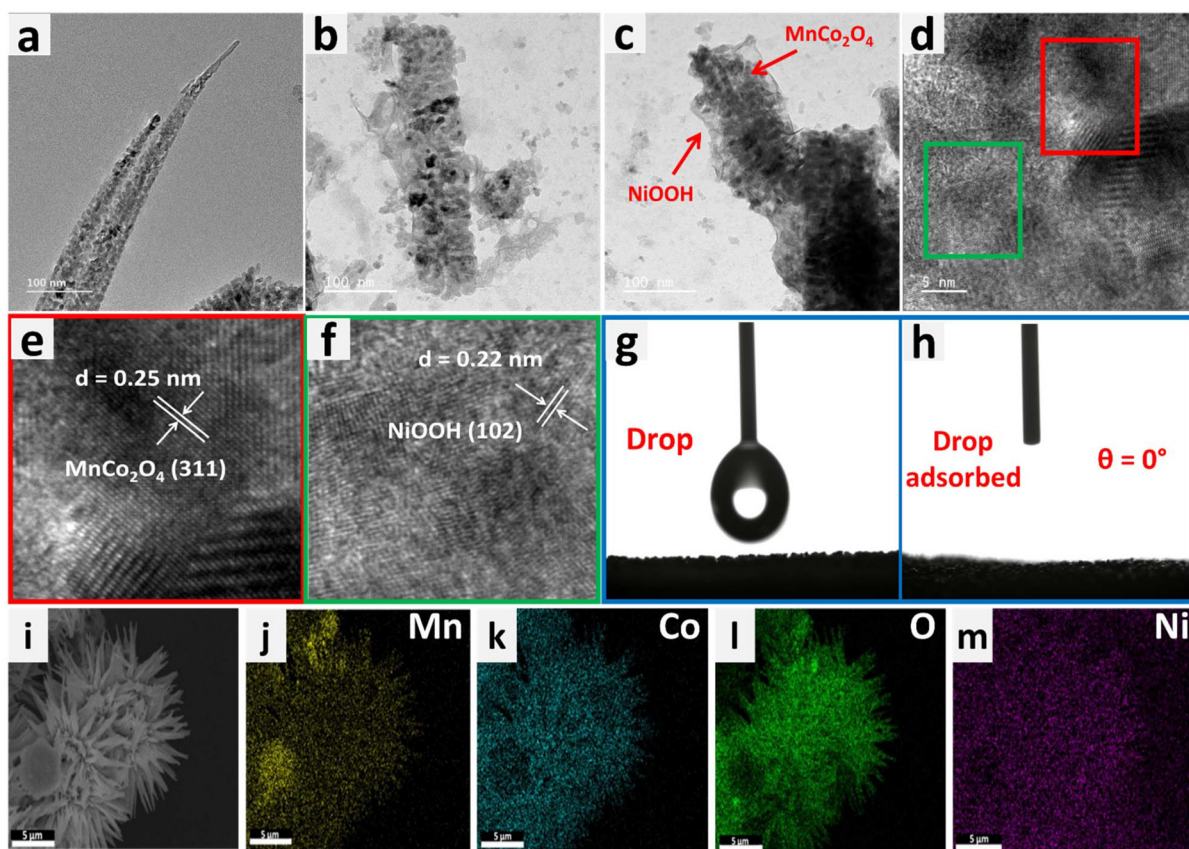 a
100 nm
b
100 nm
c
MnCo₂O₄
NiOOH
100 nm
d
5 nm
e
d = 0.25 nm
MnCo₂O₄ (311)
f
d = 0.22 nm
NiOOH (102)
g
Drop
h
Drop
adsorbed
θ = 0°
i
5 μm
j
Mn
5 μm
k
Co
5 μm
l
O
5 μm
m
Ni
5 μm